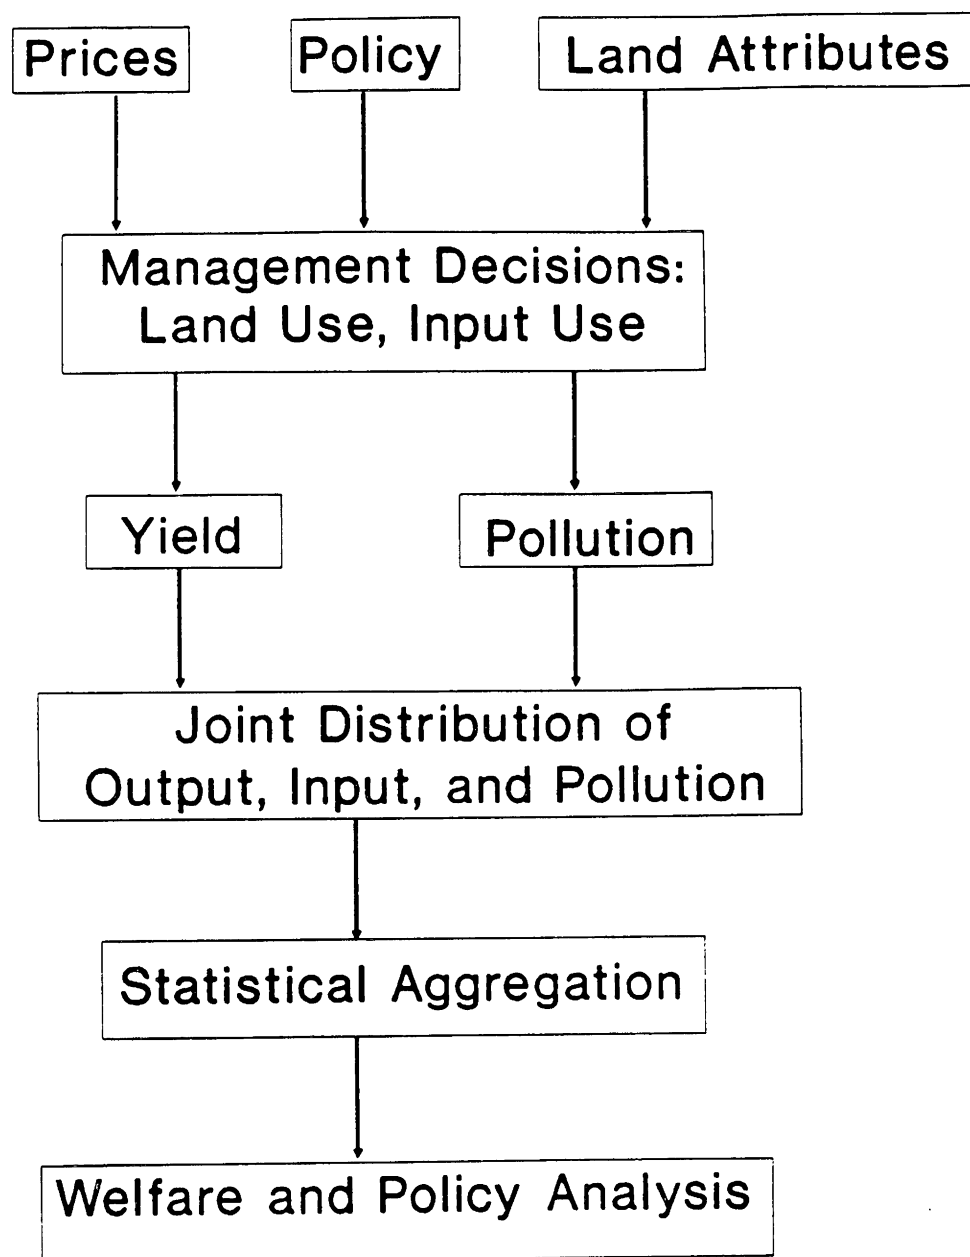 Prices
Policy
Land Attributes
Management Decisions:
Land Use, Input Use
Yield
Pollution
Joint Distribution of
Output, Input, and Pollution
Statistical Aggregation
Welfare and Policy Analysis